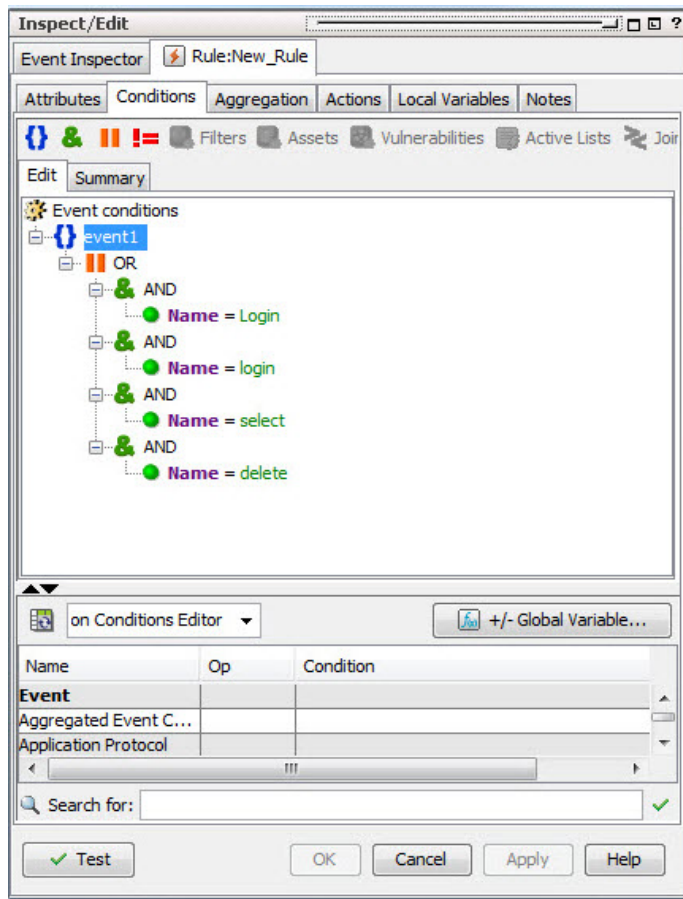 Inspect/Edit ?
Event Inspector Rule:New_Rule
Attributes Conditions Aggregation Actions Local Variables Notes
{} & != Filters Assets Vulnerabilities Active Lists Joir
Edit Summary
Event conditions
{} event1
OR
& AND
Name = Login
& AND
Name = login
& AND
Name = select
& AND
Name = delete
on Conditions Editor +/- Global Variable...
Name Op Condition
Event
Aggregated Event C...
Application Protocol
Search for:
Test OK Cancel Apply Help